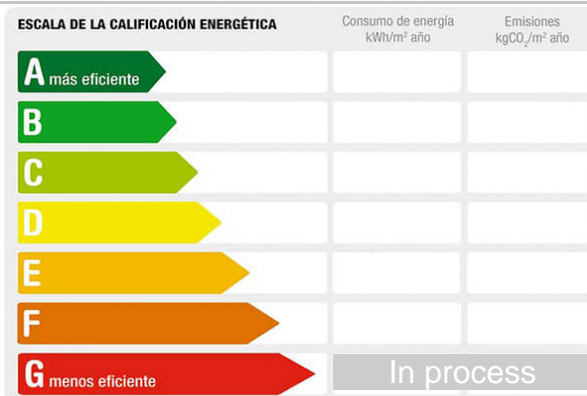 ESCALA DE LA CALIFICACIÓN ENERGÉTICA
Consumo de energía
kWh/m² año
Emisiones
kgCO₂/m² año
A más eficiente
B
C
D
E
F
G menos eficiente
In process